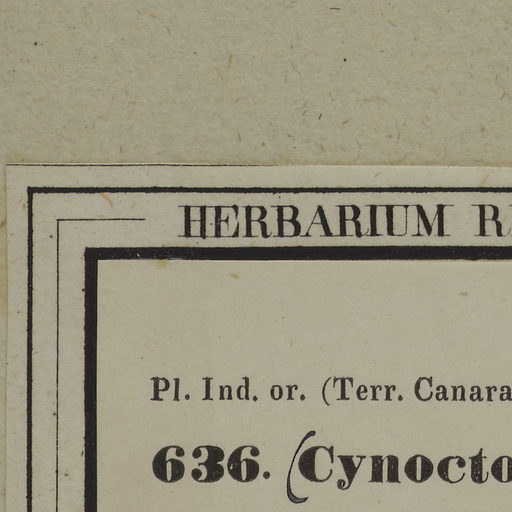 HERBARIUM
Pl. Ind. or. (Terr. Canara
636. (Cynocto